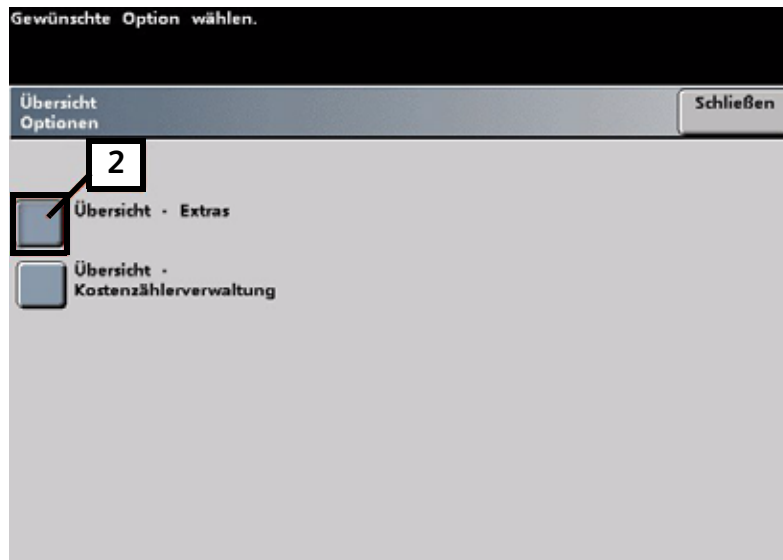 Gewünschte Option wählen.
Übersicht
Optionen
Schließen
2
Übersicht - Extras
Übersicht -
Kostenzählerverwaltung